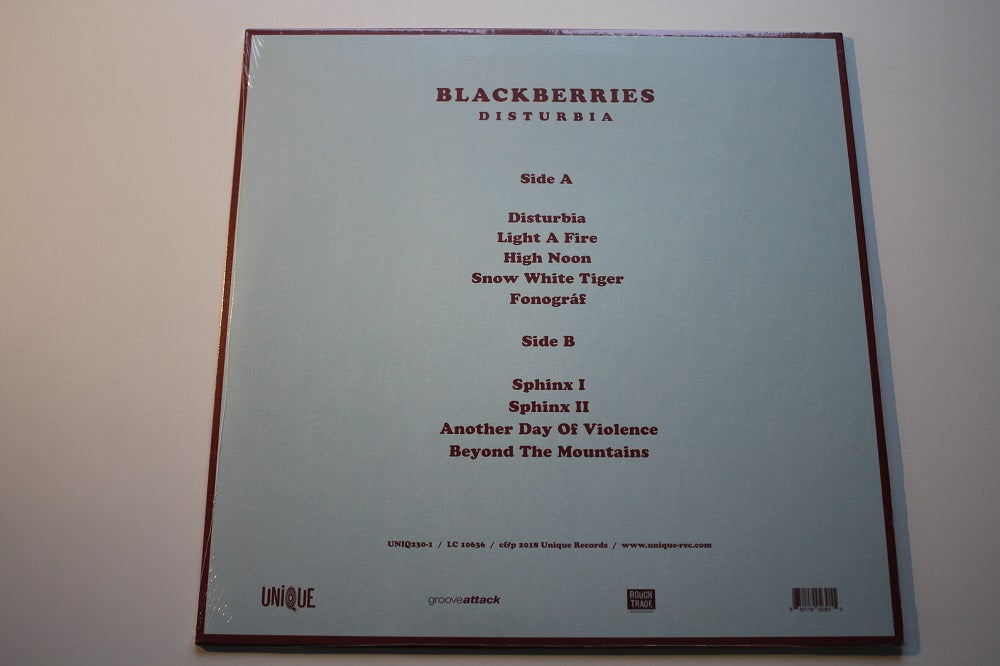 BLACKBERRIES
DISTURBIA
Side A
Disturbia
Light A Fire
High Noon
Snow White Tiger
Fonográf
Side B
Sphinx I
Sphinx II
Another Day Of Violence
Beyond The Mountains
UNIQ230-1 / LC 10636 / c&p 2018 Unique Records / www.unique-rec.com
UNiQUE
grooveattack
ROUGH
TRADE